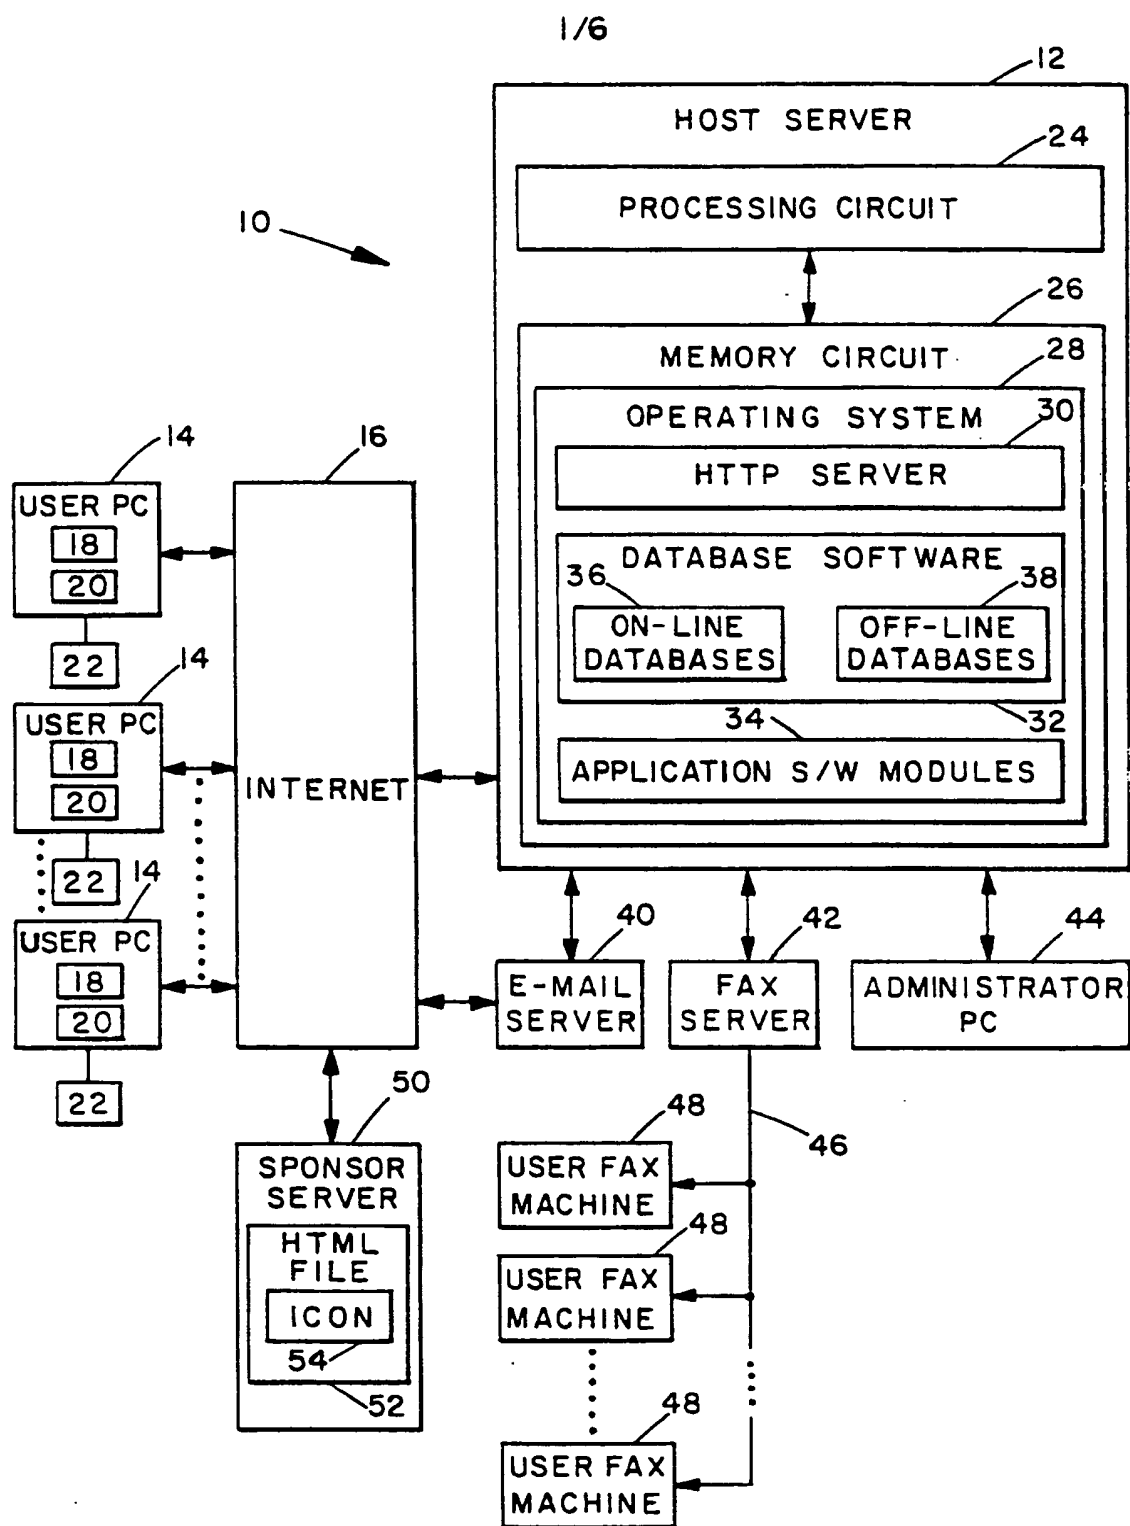 1/6
12
HOST SERVER
24
PROCESSING CIRCUIT
10
26
MEMORY CIRCUIT
28
OPERATING SYSTEM
30
HTTP SERVER
DATABASE SOFTWARE
36
38
ON-LINE
DATABASES
OFF-LINE
DATABASES
34
32
APPLICATION S/W MODULES
14
USER PC
18
20
22
14
USER PC
18
20
22
14
USER PC
18
20
22
16
INTERNET
40
E-MAIL
SERVER
42
FAX
SERVER
44
ADMINISTRATOR
PC
46
50
SPONSOR
SERVER
HTML
FILE
ICON
54
52
48
USER FAX
MACHINE
48
USER FAX
MACHINE
48
USER FAX
MACHINE